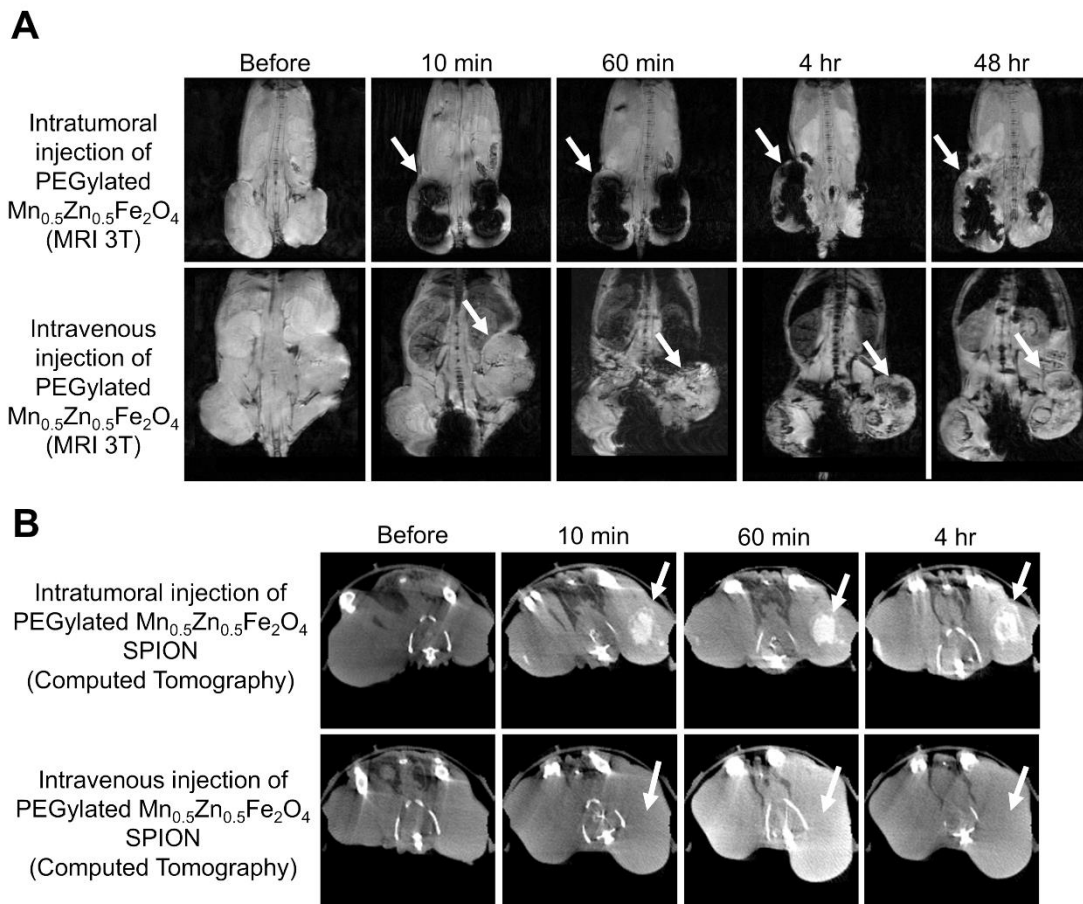 A
Before 10 min 60 min 4 hr 48 hr
Intratumoral
injection of
PEGylated
Mn₀.₅Zn₀.₅Fe₂O₄
(MRI 3T)
Intravenous
injection of
PEGylated
Mn₀.₅Zn₀.₅Fe₂O₄
(MRI 3T)
B
Before 10 min 60 min 4 hr
Intratumoral injection of
PEGylated Mn₀.₅Zn₀.₅Fe₂O₄
SPION
(Computed Tomography)
Intravenous injection of
PEGylated Mn₀.₅Zn₀.₅Fe₂O₄
SPION
(Computed Tomography)